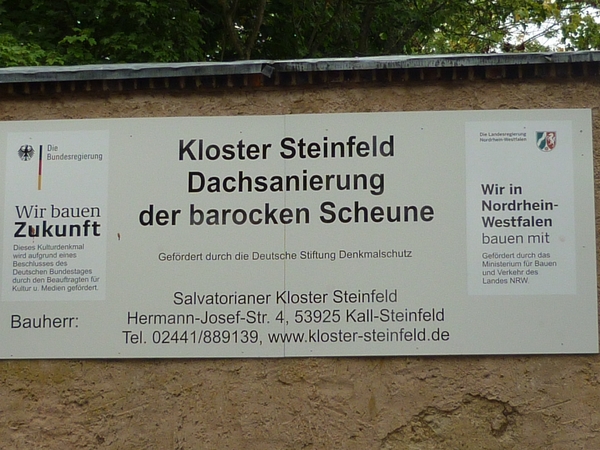 Die
Bundesregierung
Wir bauen
Zukunft
Dieses Kulturdenkmal
wird aufgrund eines
Beschlusses des
Deutschen Bundestages
durch den Beauftragten für
Kultur u. Medien gefördert.
Kloster Steinfeld
Dachsanierung
der barocken Scheune
Gefördert durch die Deutsche Stiftung Denkmalschutz
Die Landesregierung
Nordrhein-Westfalen
Wir in
Nordrhein-
Westfalen
bauen mit
Gefördert durch das
Ministerium für Bauen
und Verkehr des
Landes NRW.
Bauherr:
Salvatorianer Kloster Steinfeld
Hermann-Josef-Str. 4, 53925 Kall-Steinfeld
Tel. 02441/889139, www.kloster-steinfeld.de